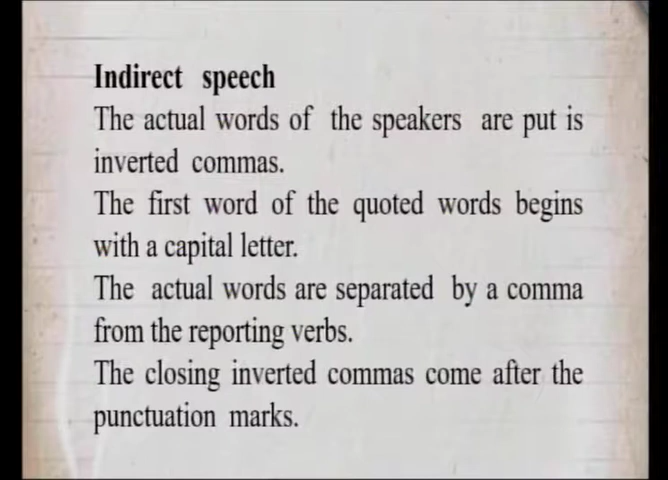 Indirect speech
The actual words of the speakers are put is
inverted commas.
The first word of the quoted words begins
with a capital letter.
The actual words are separated by a comma
from the reporting verbs.
The closing inverted commas come after the
punctuation marks.